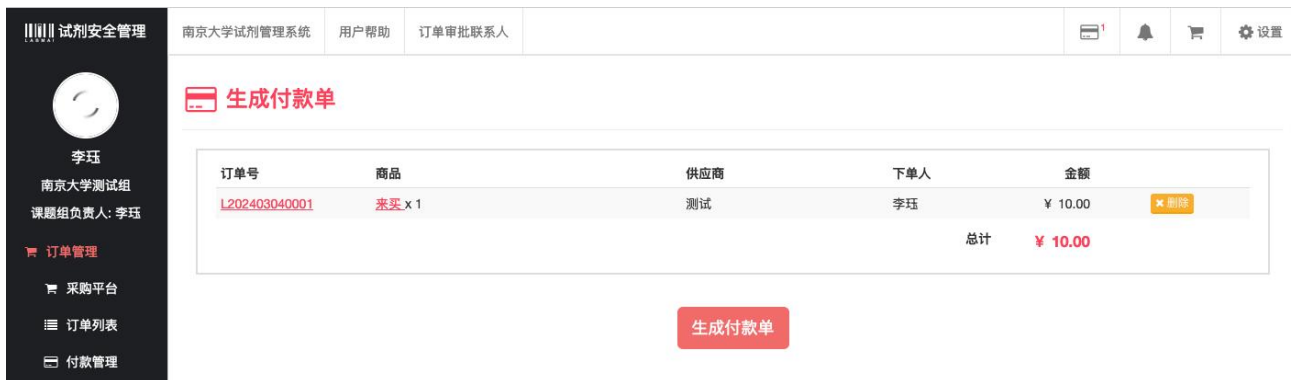 试剂安全管理
LABMAI
南京大学试剂管理系统 用户帮助 订单审批联系人 1 设置
生成付款单
李珏
南京大学测试组
课题组负责人: 李珏
订单管理
采购平台
订单列表
付款管理
订单号 商品 供应商 下单人 金额
L202403040001 来买 x 1 测试 李珏 ¥ 10.00 删除
总计 ¥ 10.00
生成付款单